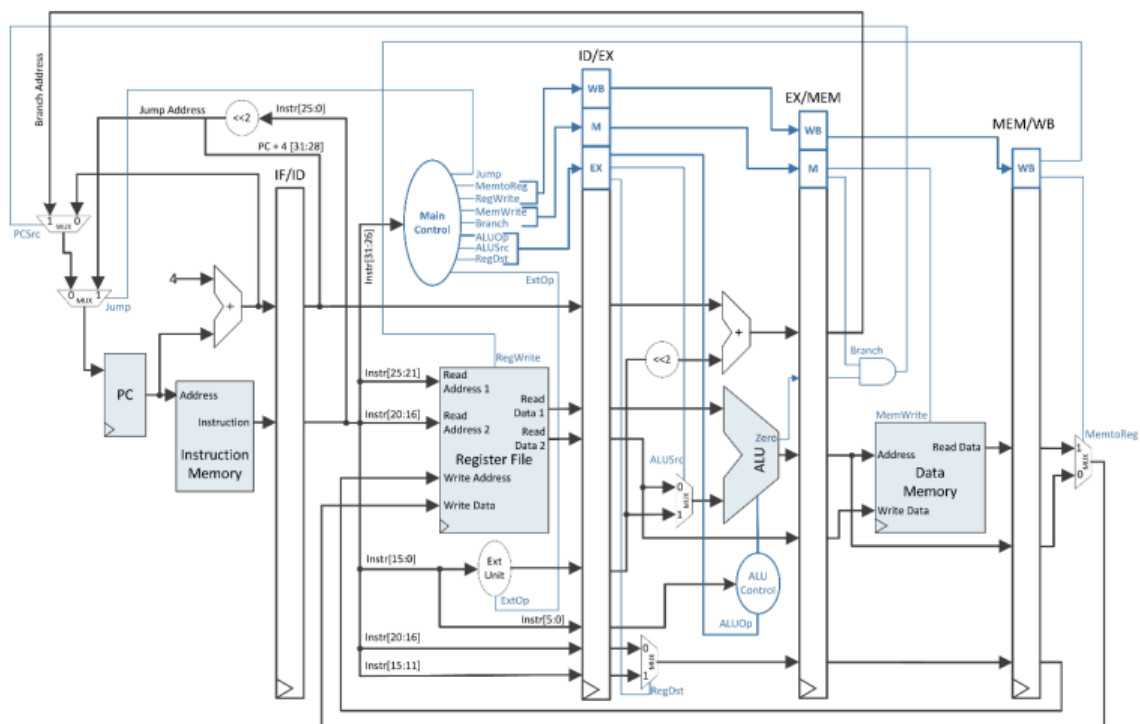 ID/EX
EX/MEM
MEM/WB
IF/ID
Branch Address
Jump Address
<<2
Instr[25:0]
PC + 4 [31:28]
WB
M
EX
WB
M
WB
1
0
MUX
PCSrc
0
1
MUX
Jump
4
+
Main
Control
Jump
MemtoReg
RegWrite
MemWrite
Branch
ALUOp
ALUSrc
RegDst
ExtOp
Instr[31:26]
PC
Address
Instruction
Instruction
Memory
RegWrite
Instr[25:21]
Instr[20:16]
Read
Address 1
Read
Address 2
Read
Data 1
Read
Data 2
Register File
Write Address
Write Data
Instr[15:0]
Ext
Unit
ExtOp
Instr[5:0]
Instr[20:16]
Instr[15:11]
+
<<2
ALUSrc
0
1
MUX
ALU
Zero
ALU
Control
ALUOp
0
1
MUX
RegDst
Branch
MemWrite
Address
Read Data
Data
Memory
Write Data
MemtoReg
1
0
MUX